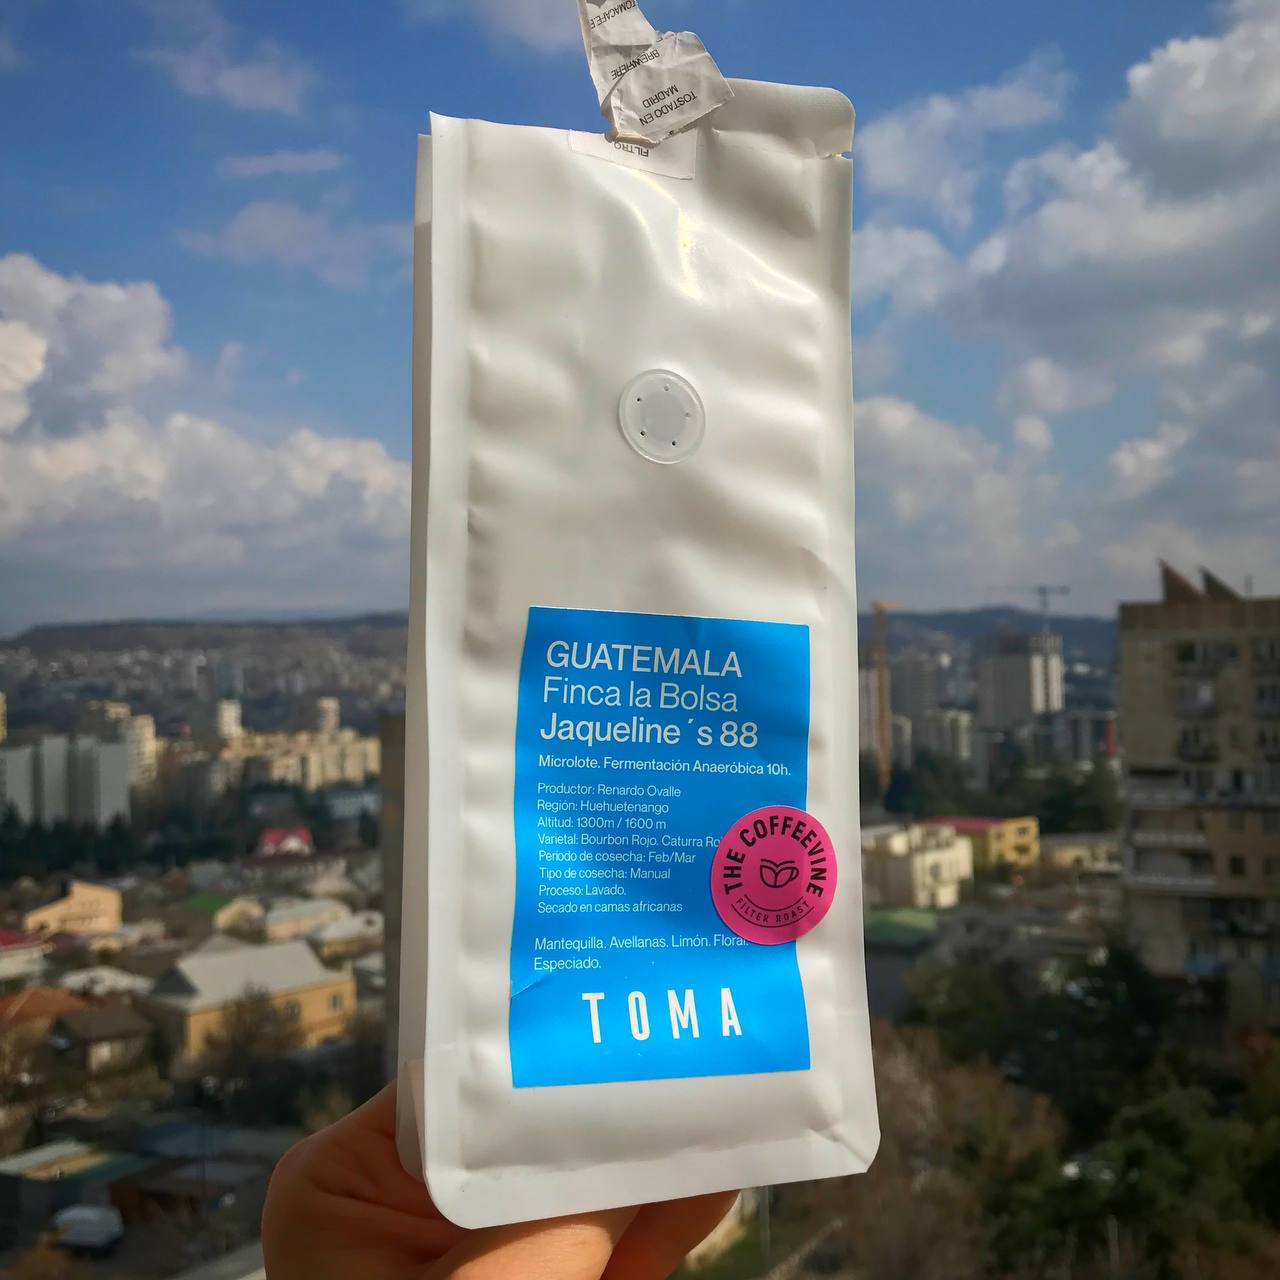 TOMACAFE.E
BREWHERE
TOSTADO EN
MADRID
FILTRO
GUATEMALA
Finca la Bolsa
Jaqueline´s 88
Microlote. Fermentación Anaeróbica 10h.
Productor: Renardo Ovalle
Región: Huehuetenango
Altitud: 1300m / 1600 m
Varietal: Bourbon Rojo. Caturra
Periodo de cosecha: Feb/Mar
Tipo de cosecha: Manual
Proceso: Lavado.
Secado en camas africanas
THE COFFEEVINE
FILTER ROAST
Mantequilla. Avellanas. Limón. Floral.
Especiado.
TOMA